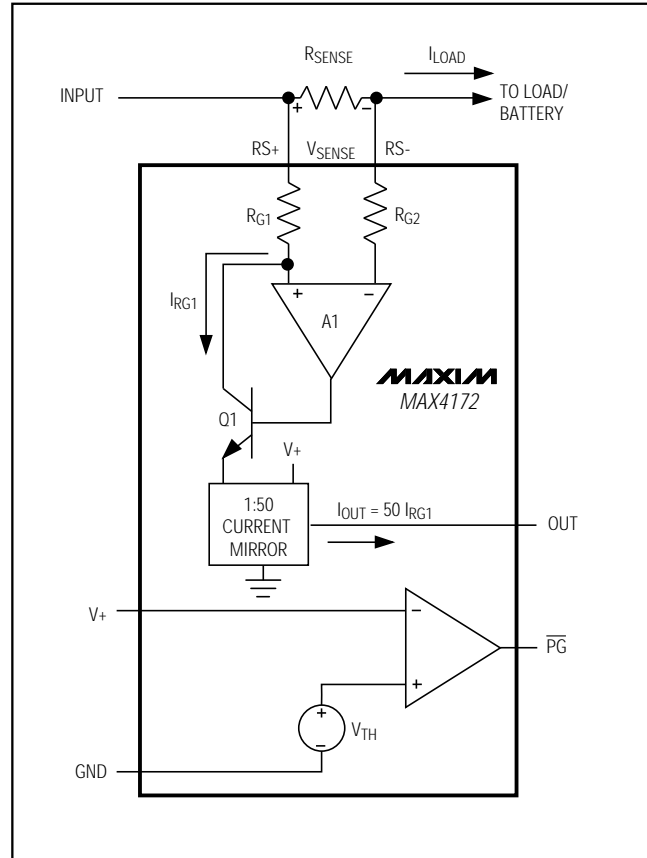 RSENSE
ILOAD
INPUT
TO LOAD/
BATTERY
+ -
RS+ VSENSE RS-
RG1
RG2
IRG1
+ -
A1
MAXIM
MAX4172
Q1
V+
1:50
CURRENT
MIRROR
IOUT = 50 IRG1
OUT
V+
-
PG
+
+
VTH
-
GND